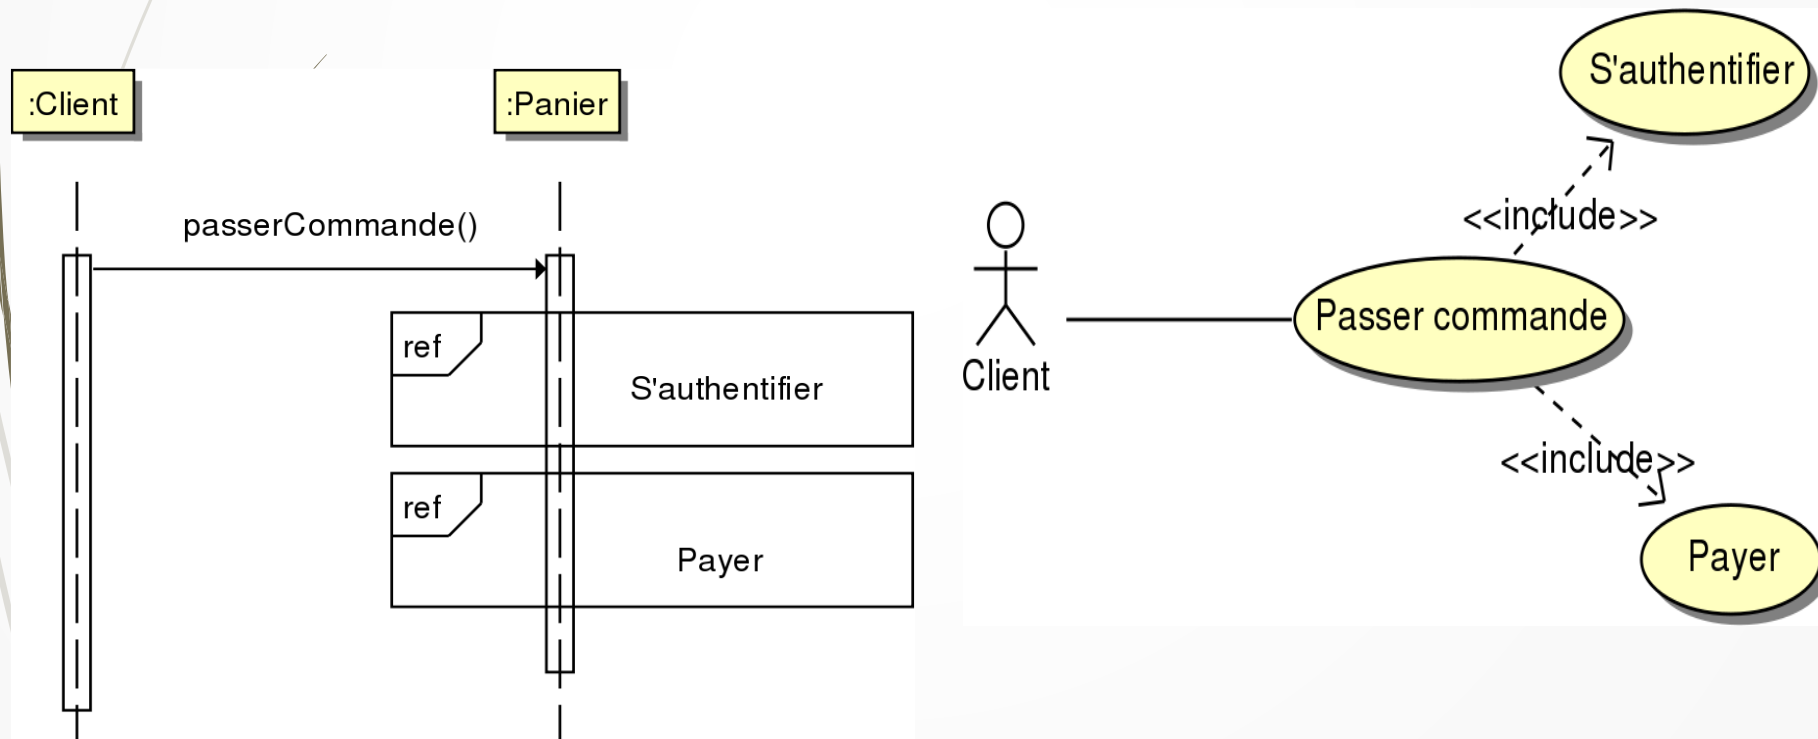 :Client
:Panier
passerCommande()
ref
S'authentifier
ref
Payer
S'authentifier
<<include>>
Passer commande
Client
<<include>>
Payer